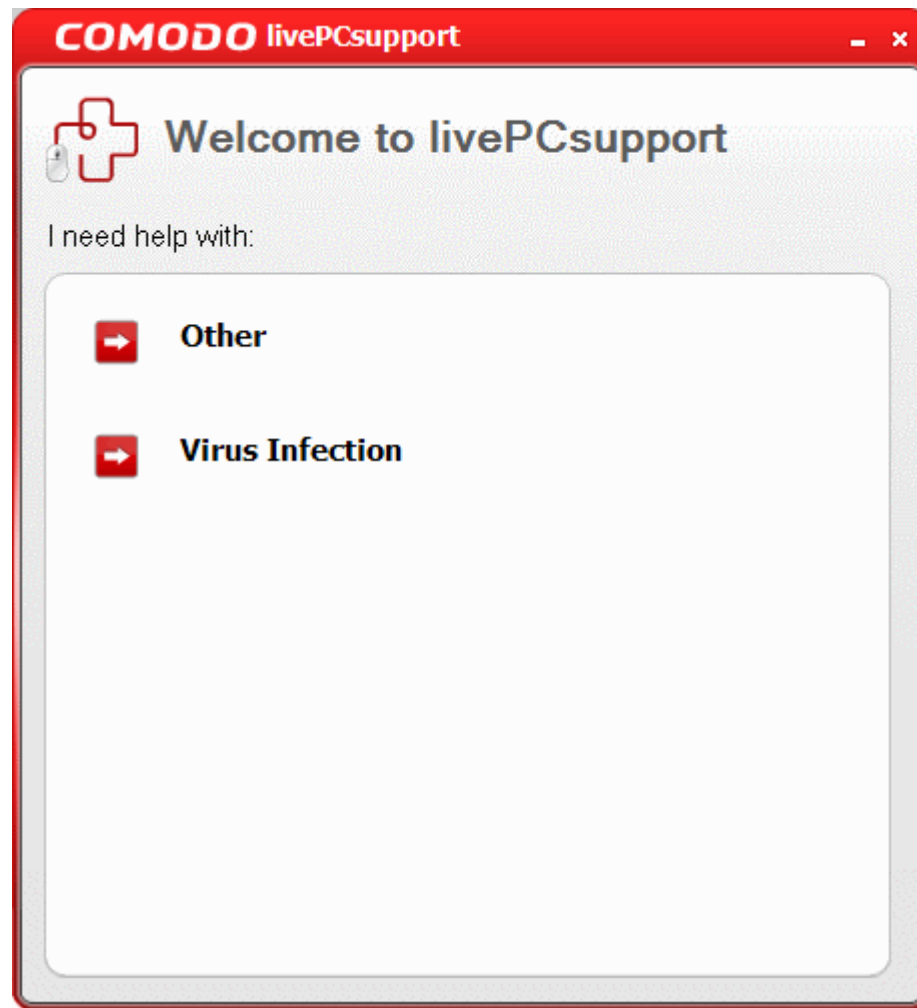 COMODO livePCsupport
Welcome to livePCsupport
I need help with:
Other
Virus Infection